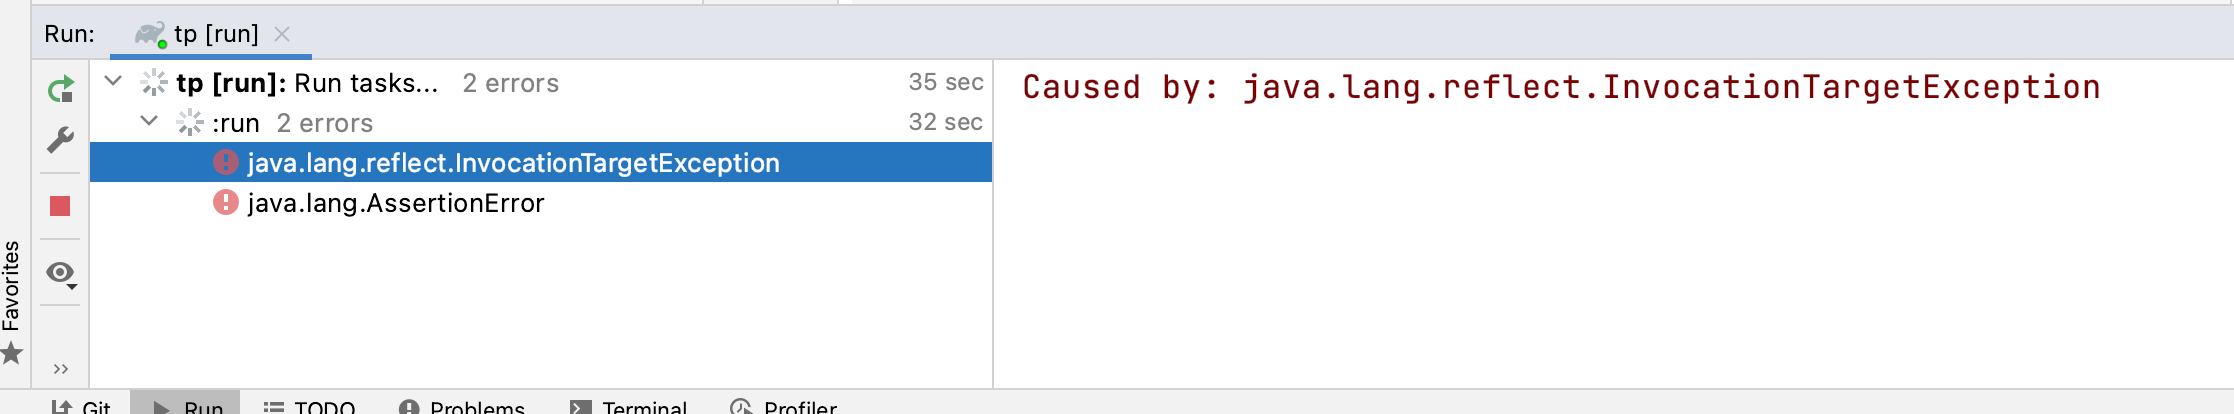 Run: tp [run]
tp [run]: Run tasks... 2 errors 35 sec
:run 2 errors 32 sec
java.lang.reflect.InvocationTargetException
java.lang.AssertionError
Caused by: java.lang.reflect.InvocationTargetException
Favorites
Git Run TODO Problems Terminal Profiler